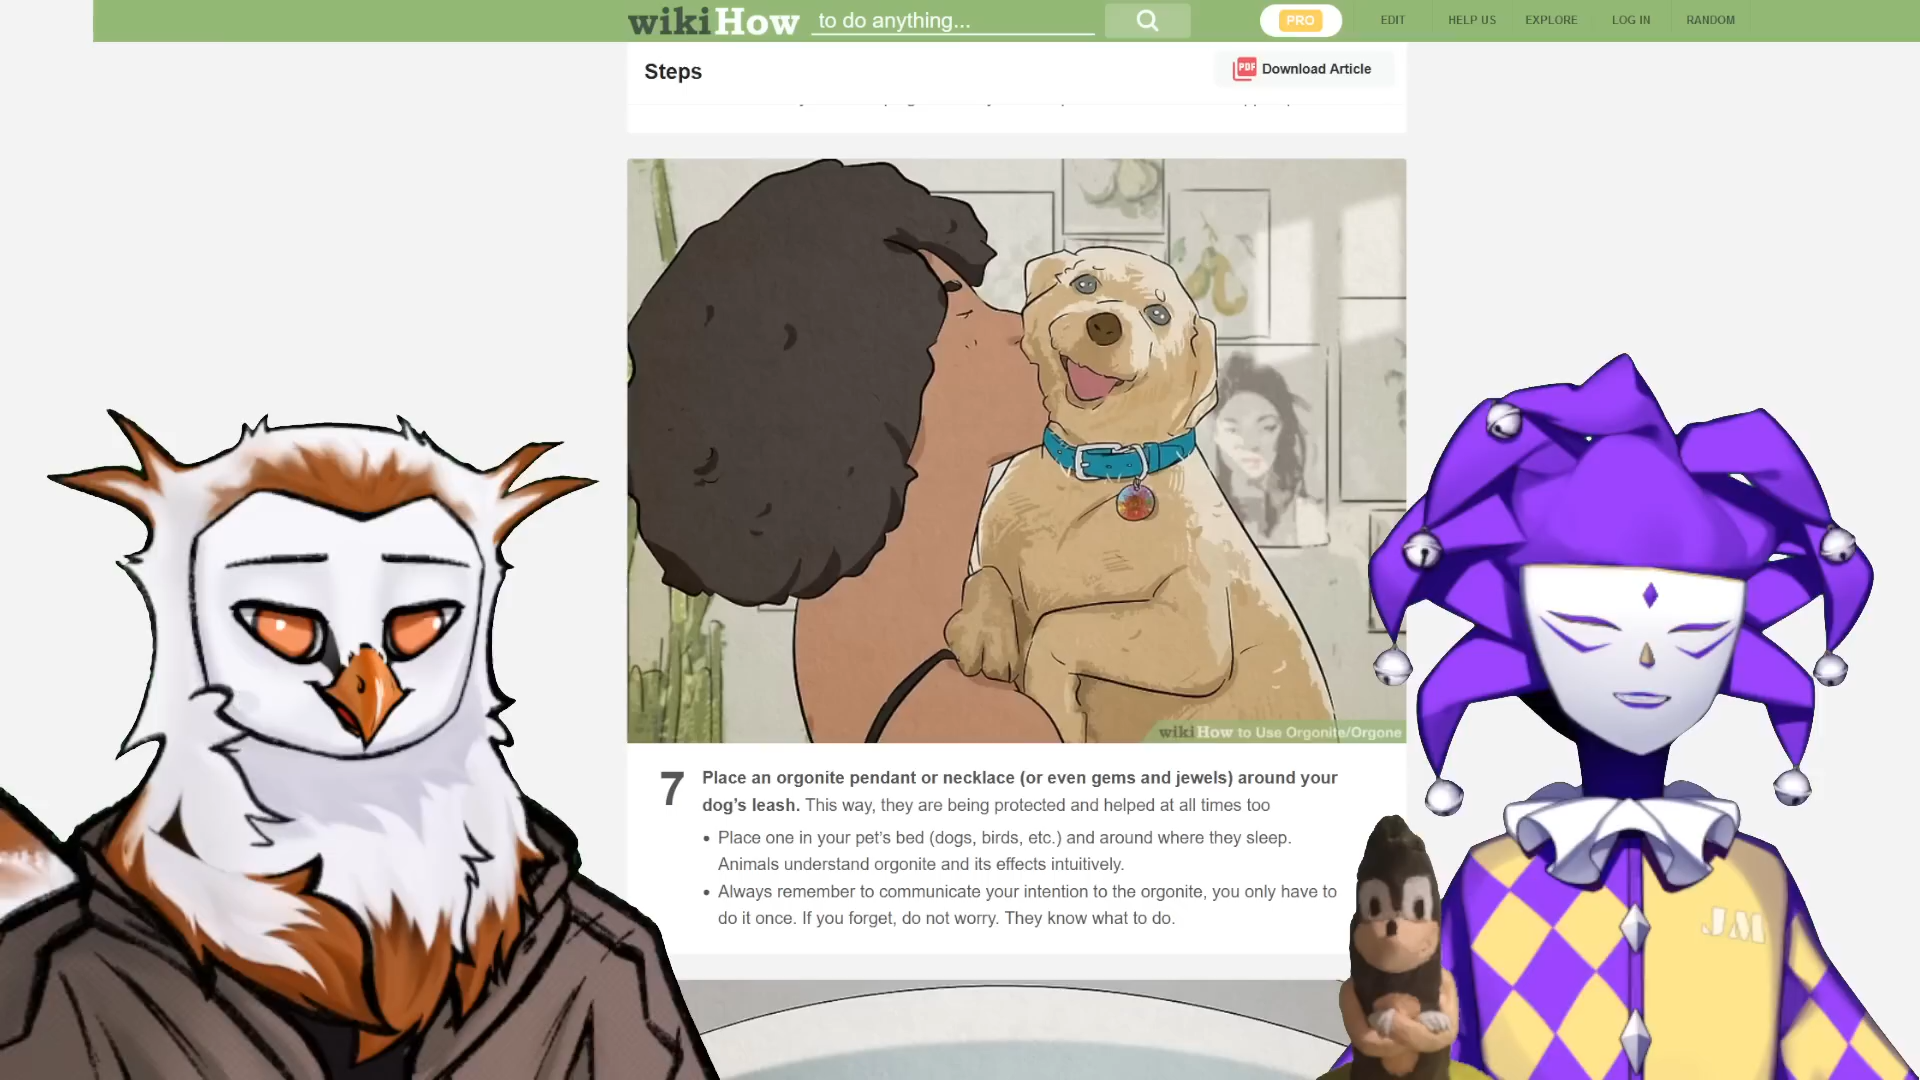 wikiHow to do anything... PRO EDIT HELP US EXPLORE LOG IN RANDOM
Steps PDF Download Article
wikiHow to Use Orgonite/Orgone
7 Place an orgonite pendant or necklace (or even gems and jewels) around your
dog’s leash. This way, they are being protected and helped at all times too
• Place one in your pet’s bed (dogs, birds, etc.) and around where they sleep.
Animals understand orgonite and its effects intuitively.
• Always remember to communicate your intention to the orgonite, you only have to
do it once. If you forget, do not worry. They know what to do.
JM